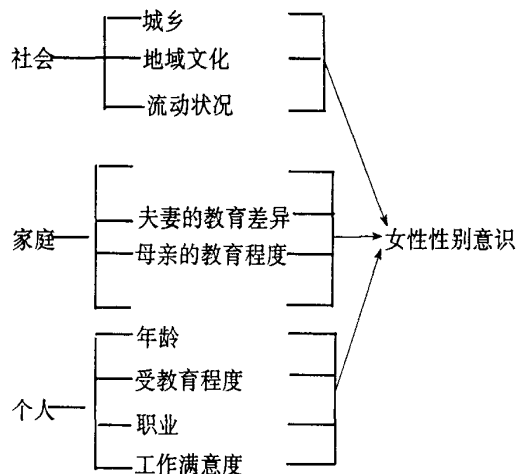 城乡
社会
地域文化
流动状况
夫妻的教育差异
家庭
母亲的教育程度
女性性别意识
年龄
受教育程度
个人
职业
工作满意度